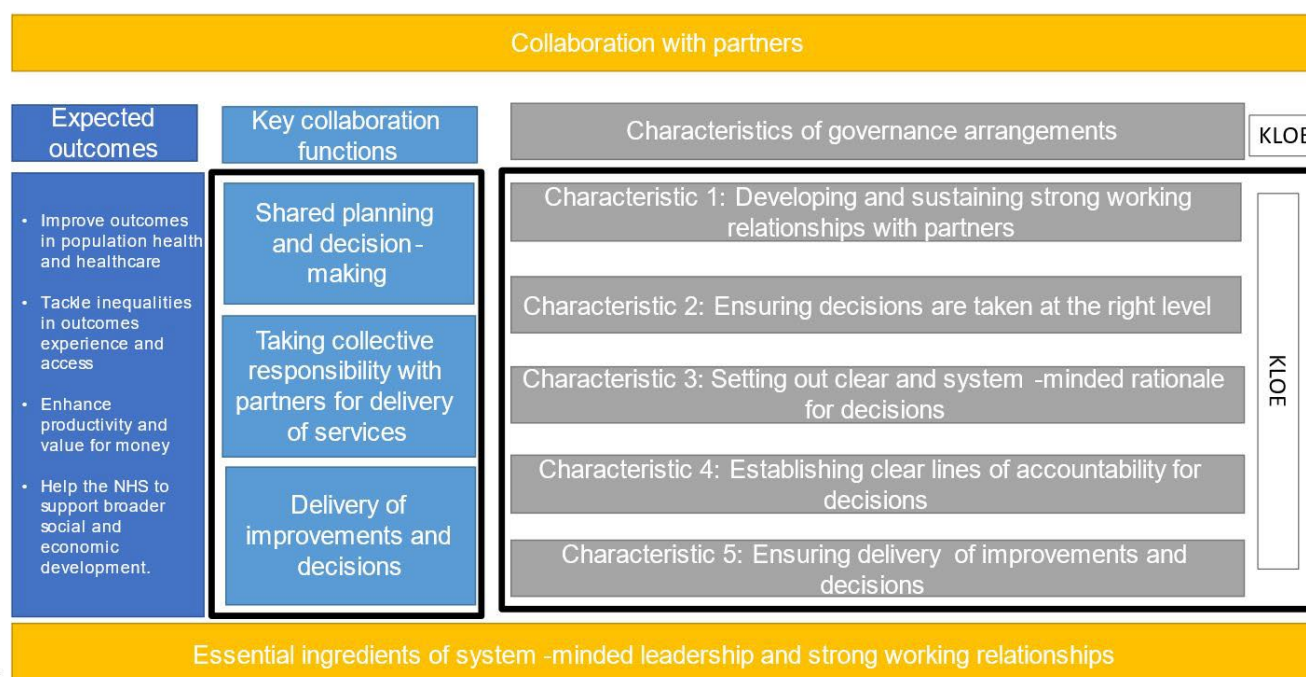 Collaboration with partners
Expected
outcomes
Key collaboration
functions
Characteristics of governance arrangements
KLOE
• Improve outcomes
in population health
and healthcare
• Tackle inequalities
in outcomes
experience and
access
• Enhance
productivity and
value for money
• Help the NHS to
support broader
social and
economic
development.
Shared planning
and decision-
making
Taking collective
responsibility with
partners for delivery
of services
Delivery of
improvements and
decisions
Characteristic 1: Developing and sustaining strong working
relationships with partners
Characteristic 2: Ensuring decisions are taken at the right level
Characteristic 3: Setting out clear and system -minded rationale
for decisions
Characteristic 4: Establishing clear lines of accountability for
decisions
Characteristic 5: Ensuring delivery of improvements and
decisions
KLOE
Essential ingredients of system -minded leadership and strong working relationships